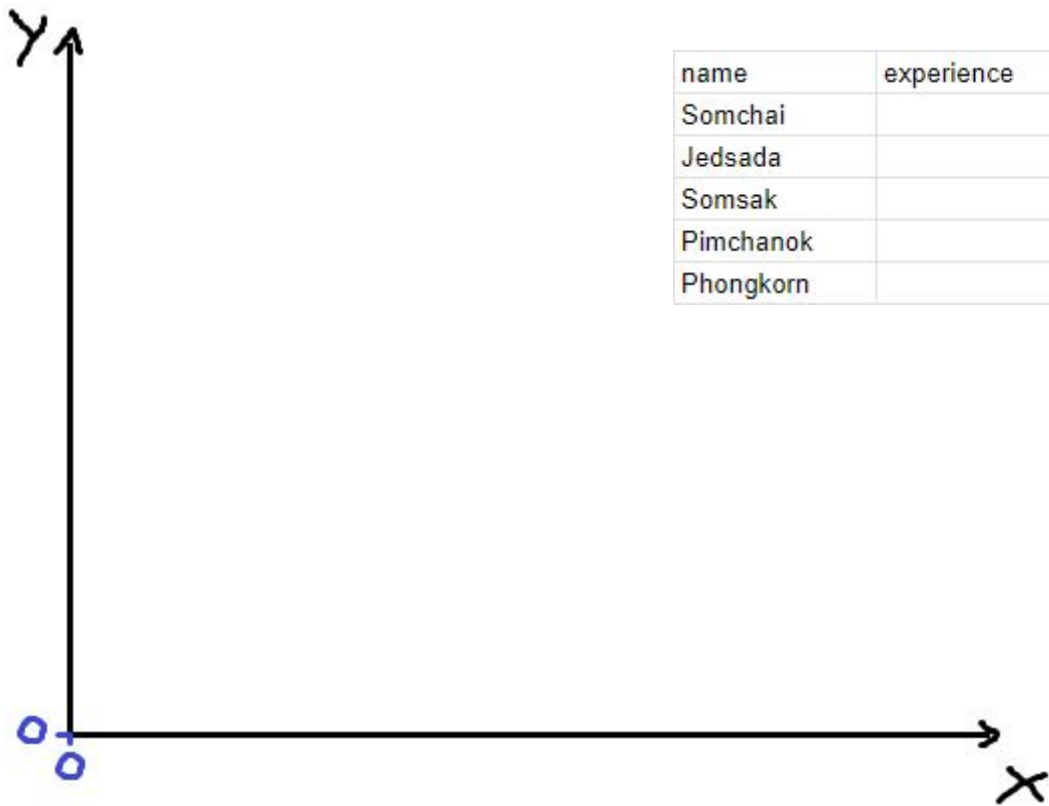 Y
name experience
Somchai
Jedsada
Somsak
Pimchanok
Phongkorn
0
0
X